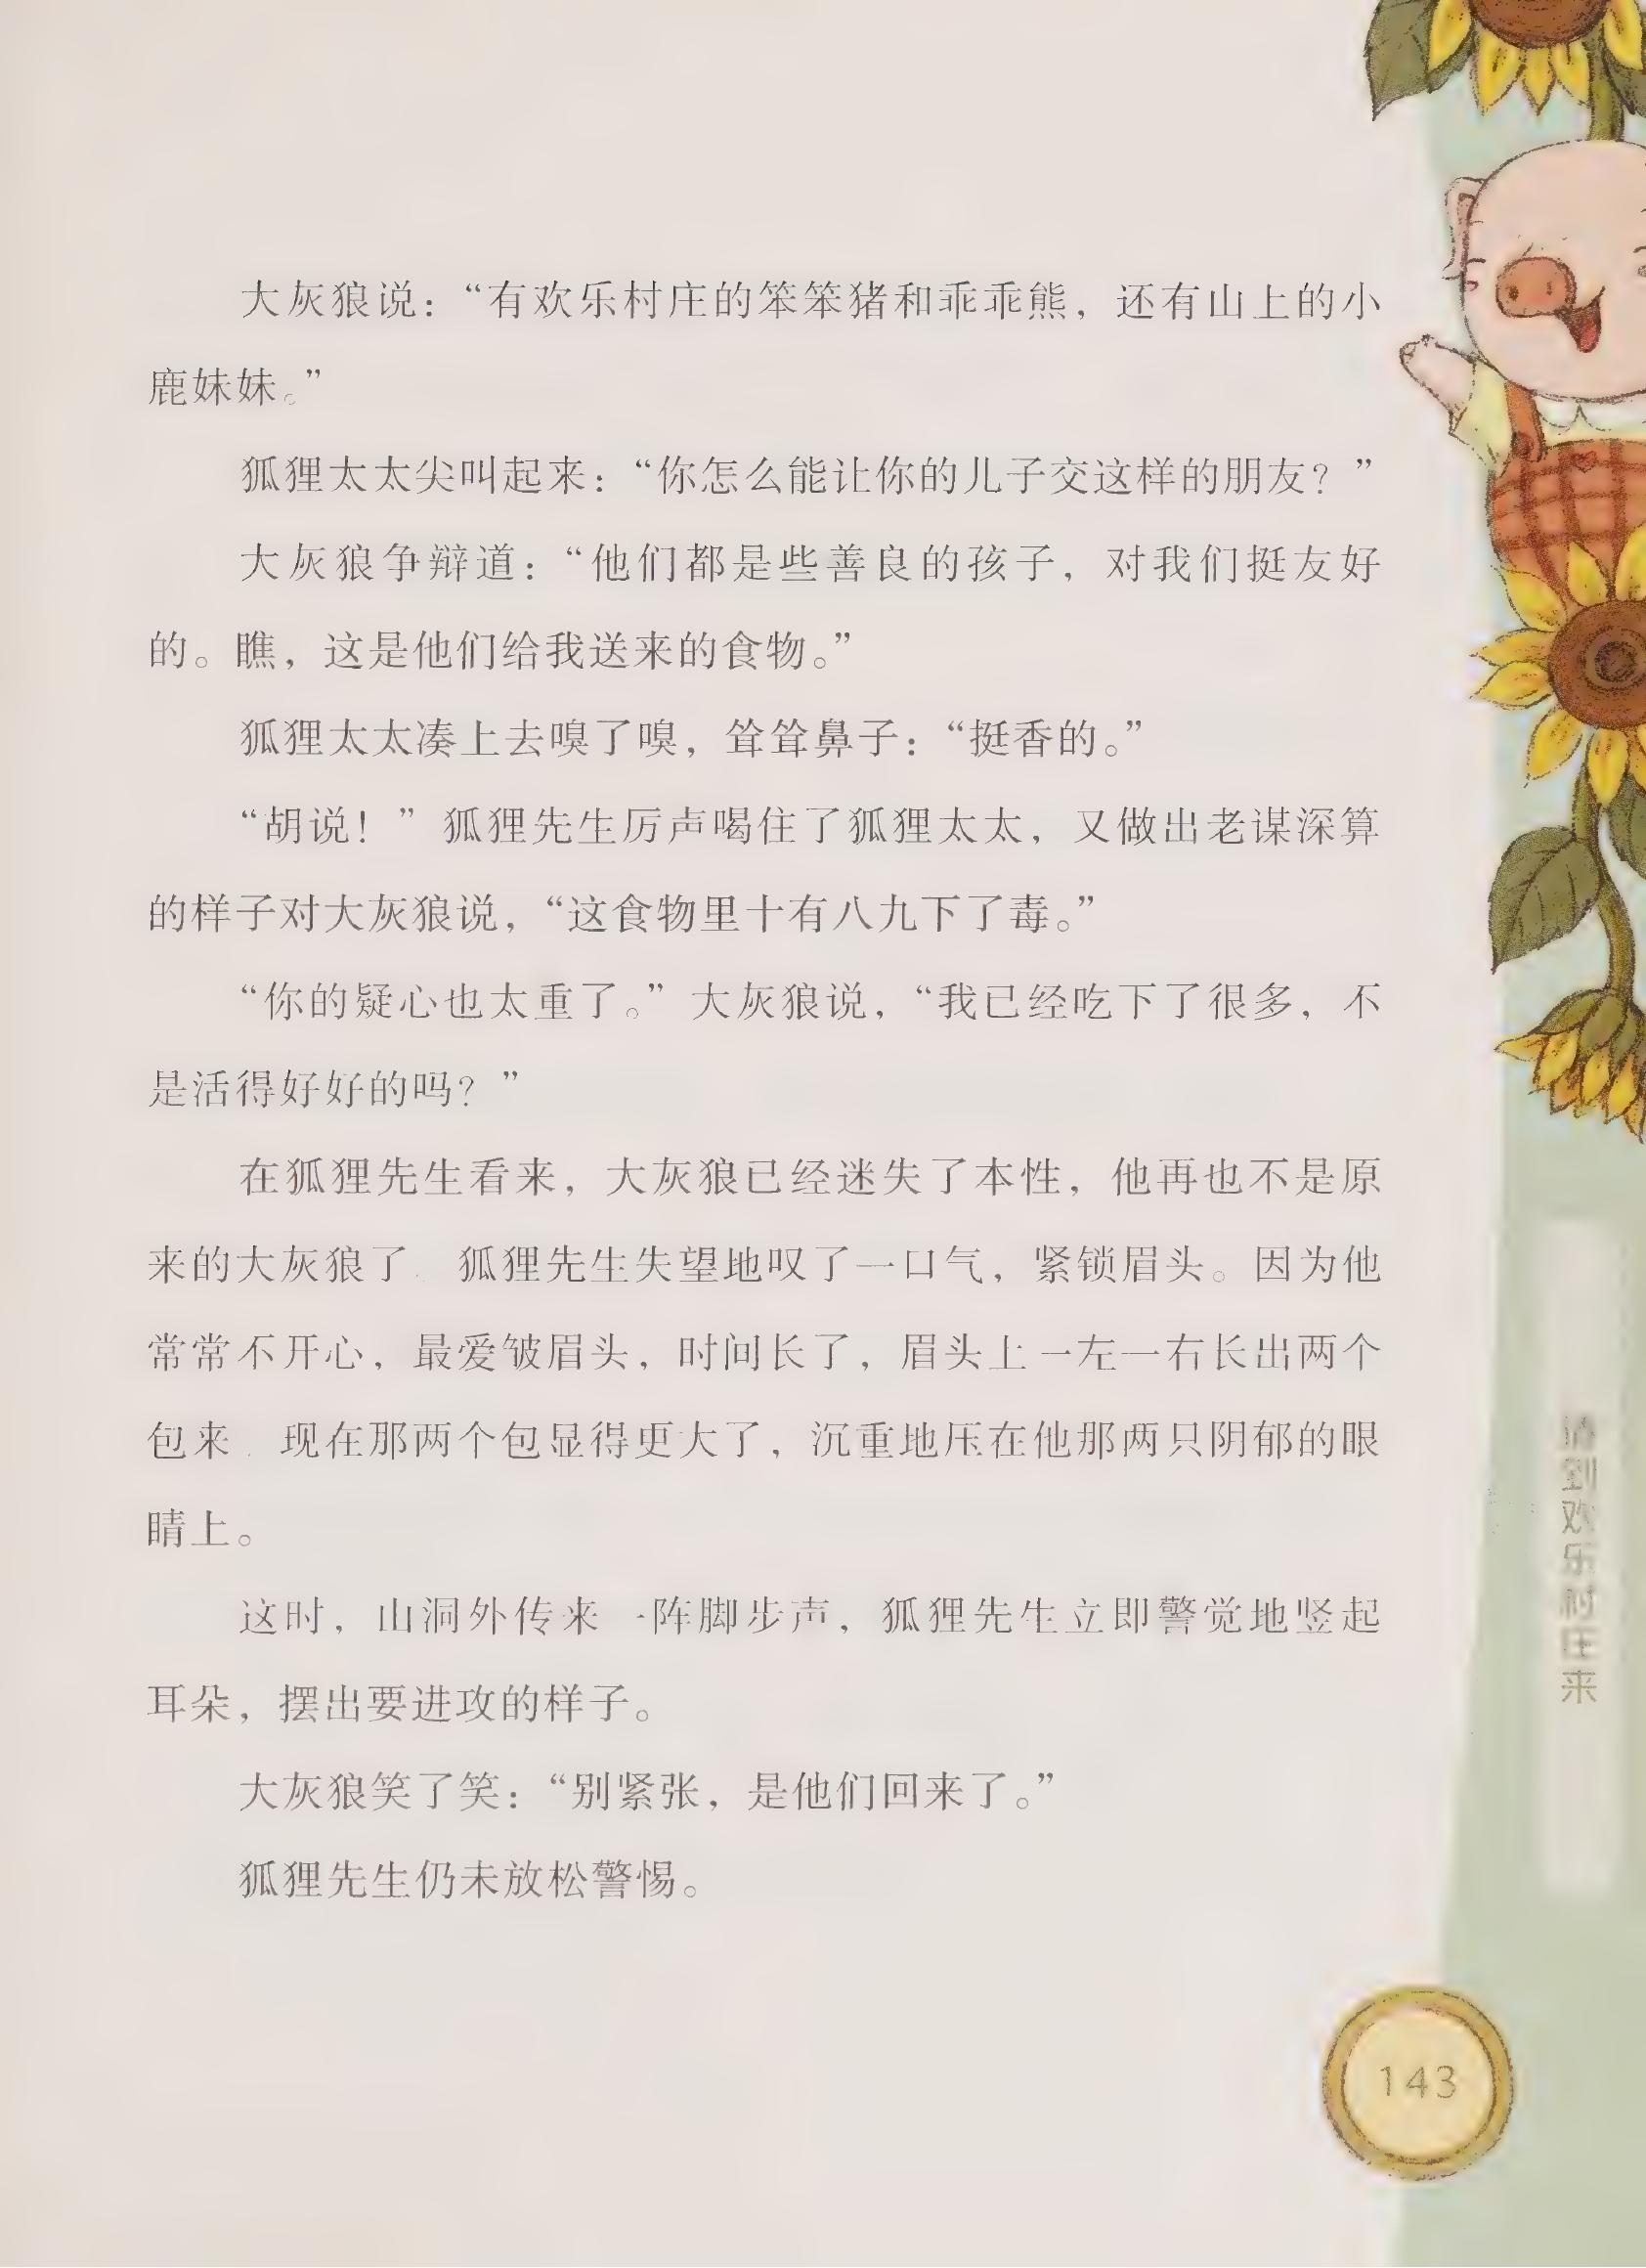 大灰狼说：“有欢乐村庄的笨笨猪和乖乖熊，还有山上的小
鹿妹妹。”
狐狸太太尖叫起来：“你怎么能让你的儿子交这样的朋友？”
大灰狼争辩道：“他们都是些善良的孩子，对我们挺友好
的。瞧，这是他们给我送来的食物。”
狐狸太太凑上去嗅了嗅，耸耸鼻子：“挺香的。”
“胡说！”狐狸先生厉声喝住了狐狸太太，又做出老谋深算
的样子对大灰狼说，“这食物里十有八九下了毒。”
“你的疑心也太重了。”大灰狼说，“我已经吃下了很多，不
是活得好好的吗？”
在狐狸先生看来，大灰狼已经迷失了本性，他再也不是原
来的大灰狼了。狐狸先生失望地叹了一口气，紧锁眉头。因为他
常常不开心，最爱皱眉头，时间长了，眉头上一左一右长出两个
包来。现在那两个包显得更大了，沉重地压在他那两只阴郁的眼
睛上。
这时，山洞外传来一阵脚步声，狐狸先生立即警觉地竖起
耳朵，摆出要进攻的样子。
大灰狼笑了笑：“别紧张，是他们回来了。”
狐狸先生仍未放松警惕。
请到欢乐村庄来
143